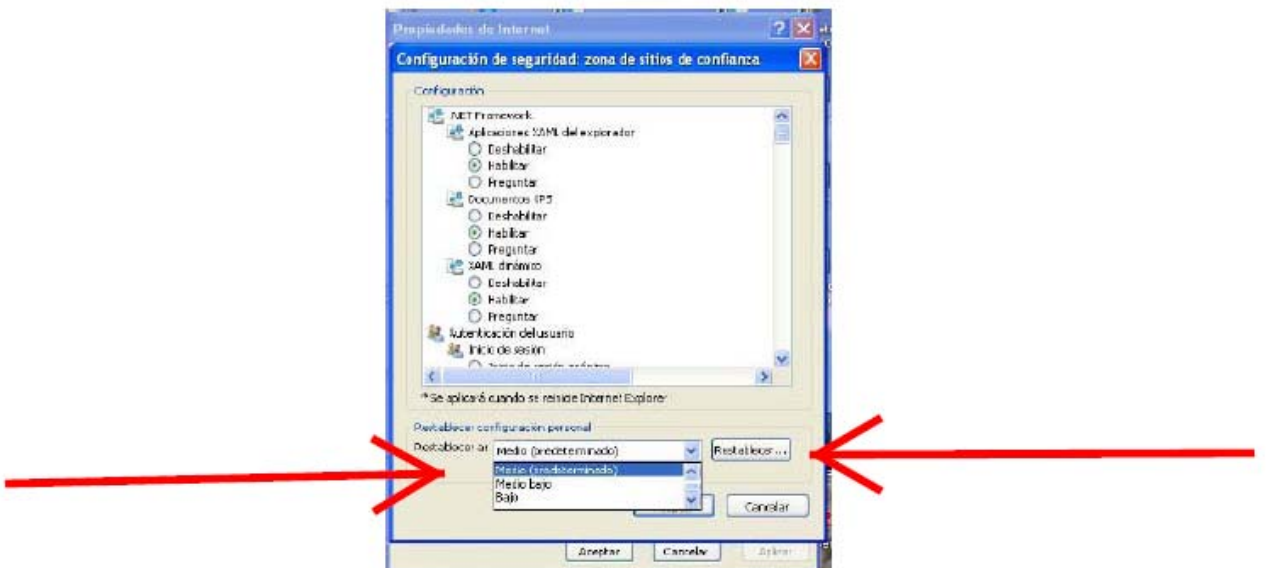 Propiedades de Internet
Configuración de seguridad: zona de sitios de confianza
Configuración
.NET Framework
Aplicaciones XAML del explorador
Deshabilitar
Habilitar
Preguntar
Documentos XPS
Deshabilitar
Habilitar
Preguntar
XAML dinámico
Deshabilitar
Habilitar
Preguntar
Autenticación del usuario
Inicio de sesión
*Se aplicará cuando se reinicie Internet Explorer
Restablecer configuración personal
Restablecer a: Medio (predeterminado) Restablecer...
Medio (predeterminado)
Medio bajo
Bajo
Cancelar
Aceptar Cancelar Aplicar